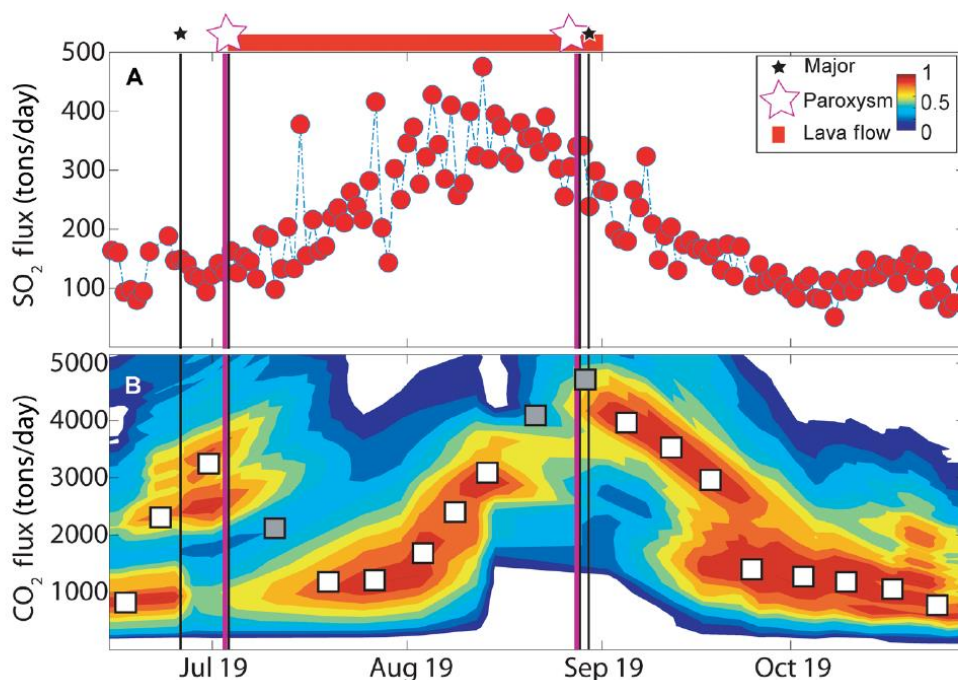 500
400
300
200
100
SO2 flux (tons/day)
A
Major
Paroxysm
Lava flow
1
0.5
0
5000
4000
3000
2000
1000
CO2 flux (tons/day)
B
Jul 19
Aug 19
Sep 19
Oct 19